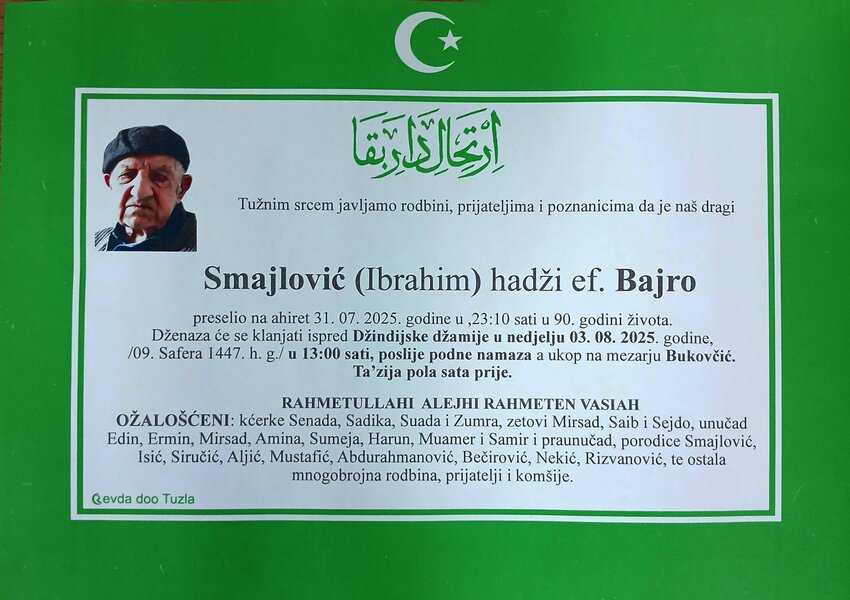 اِرْتِحَالِ دَارِ بَقَا
Tužnim srcem javljamo rodbini, prijateljima i poznanicima da je naš dragi
Smajlović (Ibrahim) hadži ef. Bajro
preselio na ahiret 31. 07. 2025. godine u ,23:10 sati u 90. godini života.
Dženaza će se klanjati ispred Džindijske džamije u nedjelju 03. 08. 2025. godine,
/09. Safera 1447. h. g./ u 13:00 sati, poslije podne namaza a ukop na mezarju Bukovčić.
Ta'zija pola sata prije.
RAHMETULLAHI ALEJHI RAHMETEN VASIAH
OŽALOŠĆENI: kćerke Senada, Sadika, Suada i Zumra, zetovi Mirsad, Saib i Sejdo, unučad
Edin, Ermin, Mirsad, Amina, Sumeja, Harun, Muamer i Samir i praunučad, porodice Smajlović,
Isić, Siručić, Aljić, Mustafić, Abdurahmanović, Bečirović, Nekić, Rizvanović, te ostala
mnogobrojna rodbina, prijatelji i komšije.
Sevda doo Tuzla